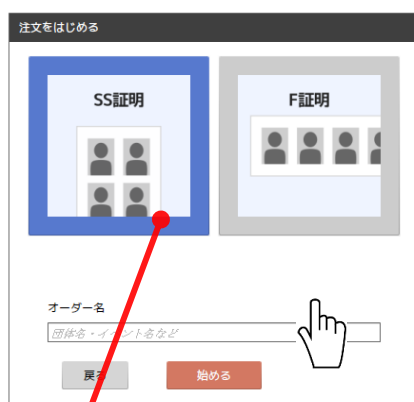 注文をはじめる
SS証明
F証明
オーダー名
団体名・イベント名など
戻る
始める